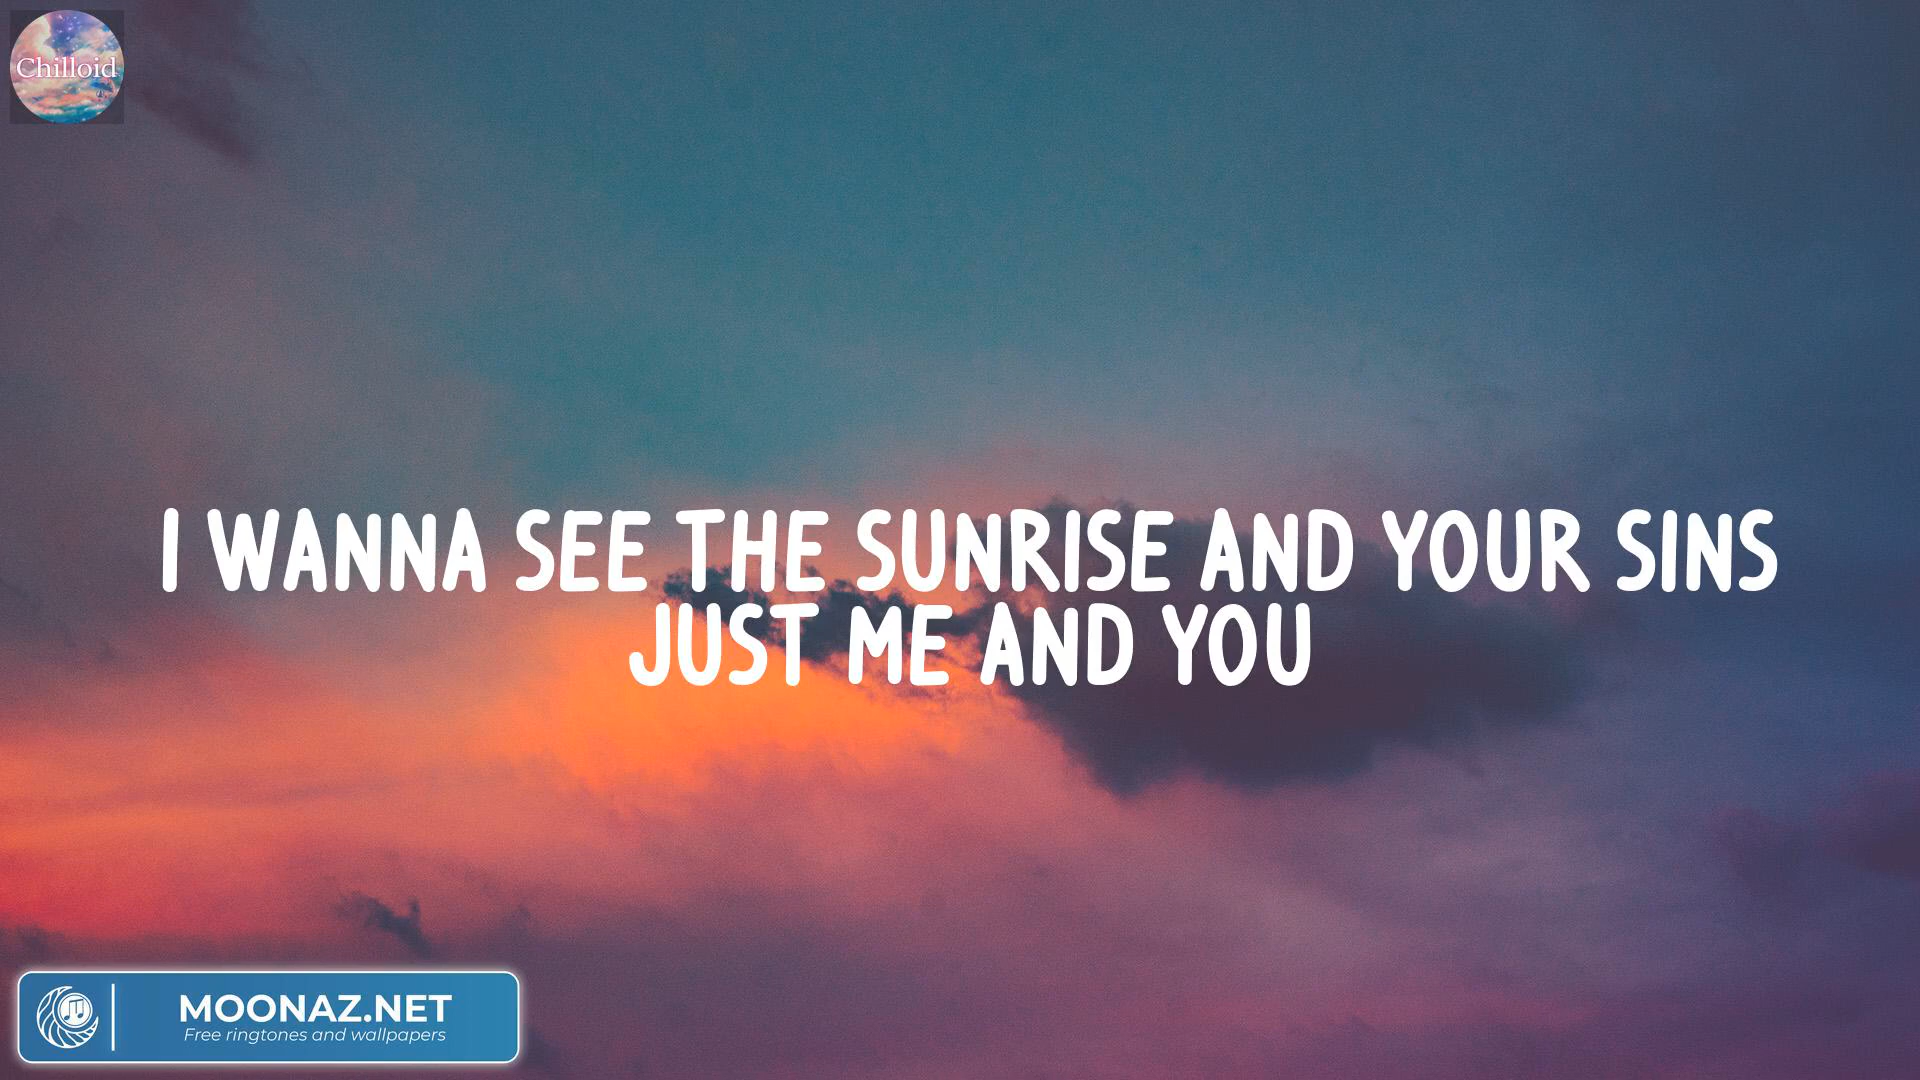 Chilloid
I WANNA SEE THE SUNRISE AND YOUR SINS
JUST ME AND YOU
MOONAZ.NET
Free ringtones and wallpapers